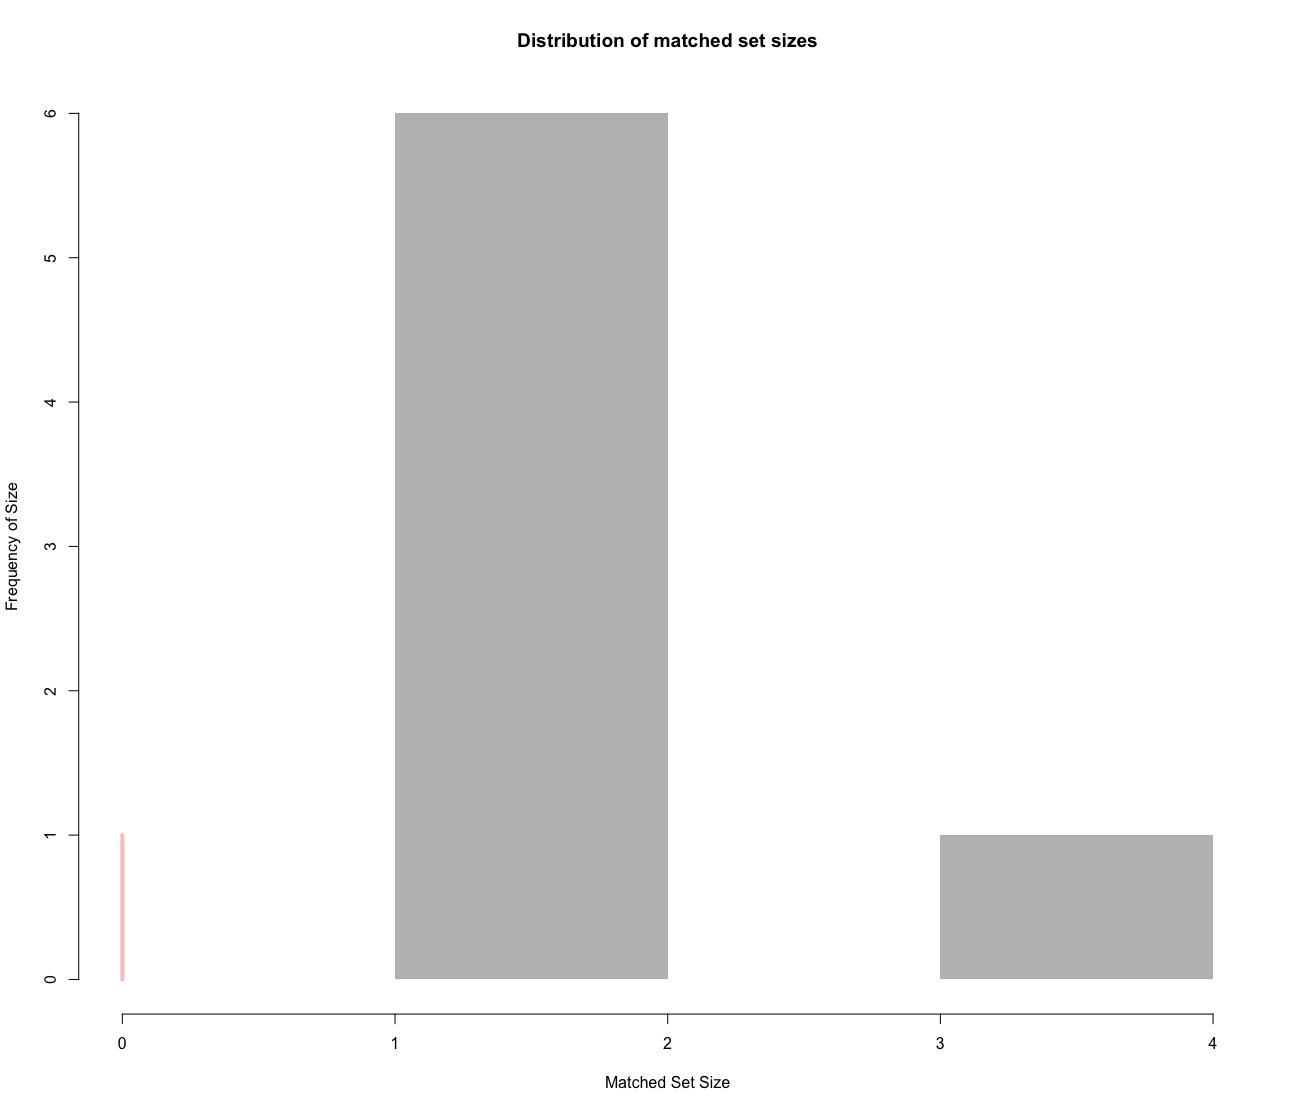 Distribution of matched set sizes
6
5
4
3
2
1
0
Frequency of Size
0 1 2 3 4
Matched Set Size